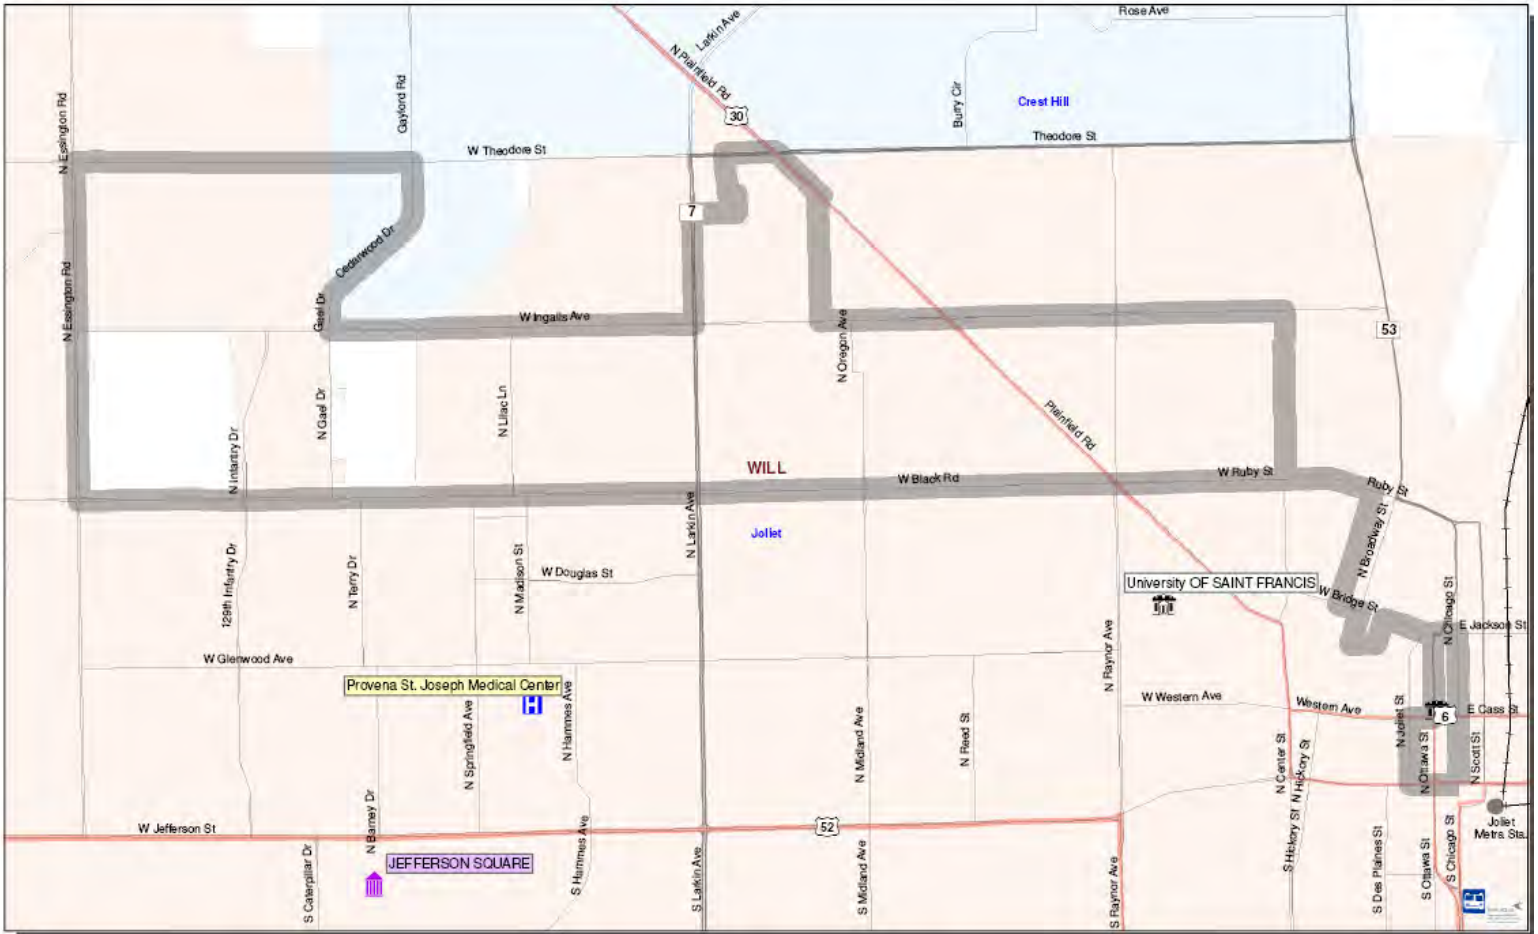 Rose Ave
Larkin Ave
N Plainfield Rd
N Essington Rd
Gaylord Rd
Burry Cir
Crest Hill
30
Theodore St
W Theodore St
7
Cedarwood Dr
N Essington Rd
Gael Dr
W Ingalls Ave
53
N Oregon Ave
N Gael Dr
N Lilac Ln
Plainfield Rd
N Infantry Dr
WILL
W Black Rd
W Ruby St
Ruby St
N Larkin Ave
Joliet
N Broadway St
129th Infantry Dr
N Terry Dr
N Madison St
W Douglas St
University OF SAINT FRANCIS
W Bridge St
N Chicago St
E Jackson St
W Glenwood Ave
N Raynor Ave
Provena St. Joseph Medical Center
H
W Western Ave
Western Ave
E Cass St
6
N Springfield Ave
N Hammes Ave
N Midland Ave
N Reed St
N Joliet St
N Center St
N Hickory St
N Ottawa St
N Scott St
W Jefferson St
N Barney Dr
52
Joliet
Metra Sta.
JEFFERSON SQUARE
S Caterpillar Dr
S Hammes Ave
S Larkin Ave
S Midland Ave
S Raynor Ave
S Hickory St
S Des Plaines St
S Ottawa St
S Chicago St